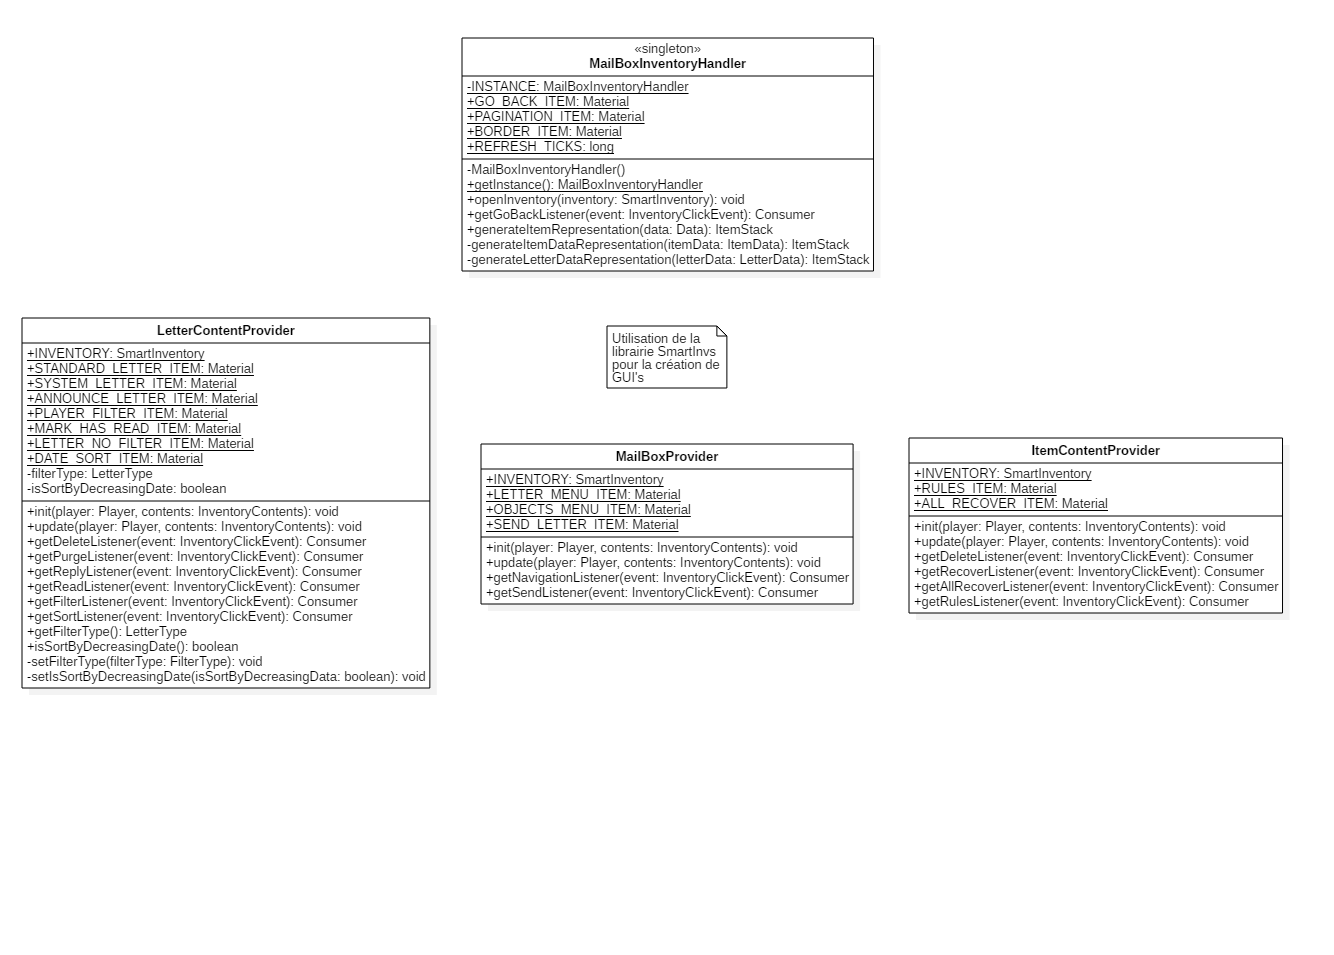 «singleton»
MailBoxInventoryHandler
-INSTANCE: MailBoxInventoryHandler
+GO_BACK_ITEM: Material
+PAGINATION_ITEM: Material
+BORDER_ITEM: Material
+REFRESH_TICKS: long
-MailBoxInventoryHandler()
+getInstance(): MailBoxInventoryHandler
+openInventory(inventory: SmartInventory): void
+getGoBackListener(event: InventoryClickEvent): Consumer
+generateItemRepresentation(data: Data): ItemStack
-generateItemDataRepresentation(itemData: ItemData): ItemStack
-generateLetterDataRepresentation(letterData: LetterData): ItemStack
LetterContentProvider
+INVENTORY: SmartInventory
+STANDARD_LETTER_ITEM: Material
+SYSTEM_LETTER_ITEM: Material
+ANNOUNCE_LETTER_ITEM: Material
+PLAYER_FILTER_ITEM: Material
+MARK_HAS_READ_ITEM: Material
+LETTER_NO_FILTER_ITEM: Material
+DATE_SORT_ITEM: Material
-filterType: LetterType
-isSortByDecreasingDate: boolean
+init(player: Player, contents: InventoryContents): void
+update(player: Player, contents: InventoryContents): void
+getDeleteListener(event: InventoryClickEvent): Consumer
+getPurgeListener(event: InventoryClickEvent): Consumer
+getReplyListener(event: InventoryClickEvent): Consumer
+getReadListener(event: InventoryClickEvent): Consumer
+getFilterListener(event: InventoryClickEvent): Consumer
+getSortListener(event: InventoryClickEvent): Consumer
+getFilterType(): LetterType
+isSortByDecreasingDate(): boolean
-setFilterType(filterType: FilterType): void
-setIsSortByDecreasingDate(isSortByDecreasingData: boolean): void
Utilisation de la
librairie SmartInvs
pour la création de
GUI's
MailBoxProvider
+INVENTORY: SmartInventory
+LETTER_MENU_ITEM: Material
+OBJECTS_MENU_ITEM: Material
+SEND_LETTER_ITEM: Material
+init(player: Player, contents: InventoryContents): void
+update(player: Player, contents: InventoryContents): void
+getNavigationListener(event: InventoryClickEvent): Consumer
+getSendListener(event: InventoryClickEvent): Consumer
ItemContentProvider
+INVENTORY: SmartInventory
+RULES_ITEM: Material
+ALL_RECOVER_ITEM: Material
+init(player: Player, contents: InventoryContents): void
+update(player: Player, contents: InventoryContents): void
+getDeleteListener(event: InventoryClickEvent): Consumer
+getRecoverListener(event: InventoryClickEvent): Consumer
+getAllRecoverListener(event: InventoryClickEvent): Consumer
+getRulesListener(event: InventoryClickEvent): Consumer